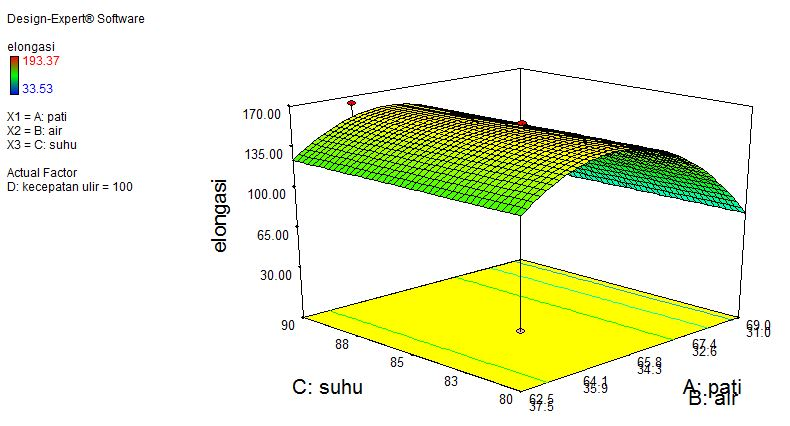 Design-Expert® Software
elongasi
193.37
33.53
X1 = A: pati
X2 = B: air
X3 = C: suhu
Actual Factor
D: kecepatan ulir = 100
170.00
135.00
100.00
65.00
30.00
elongasi
90
88
85
83
80
C: suhu
62.5
37.5
64.1
35.9
65.8
34.3
67.4
32.6
69.0
31.0
A: pati
B: air